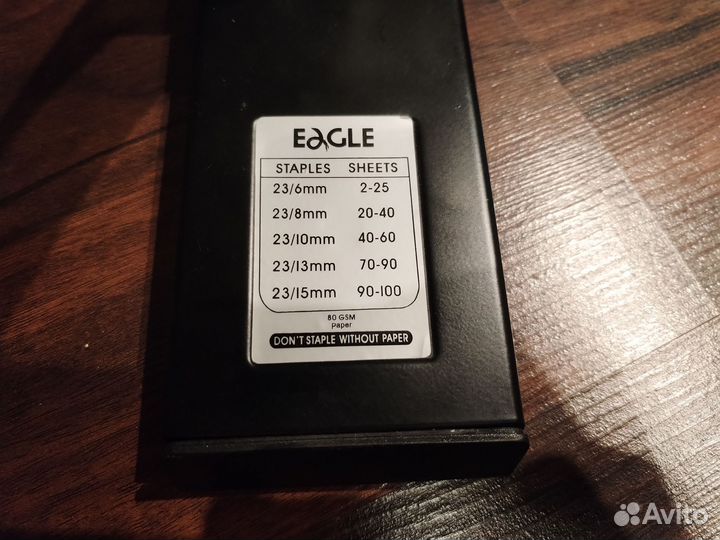 EAGLE
STAPLES SHEETS
23/6mm 2-25
23/8mm 20-40
23/10mm 40-60
23/13mm 70-90
23/15mm 90-100
80 GSM
Paper
DON'T STAPLE WITHOUT PAPER
Avito